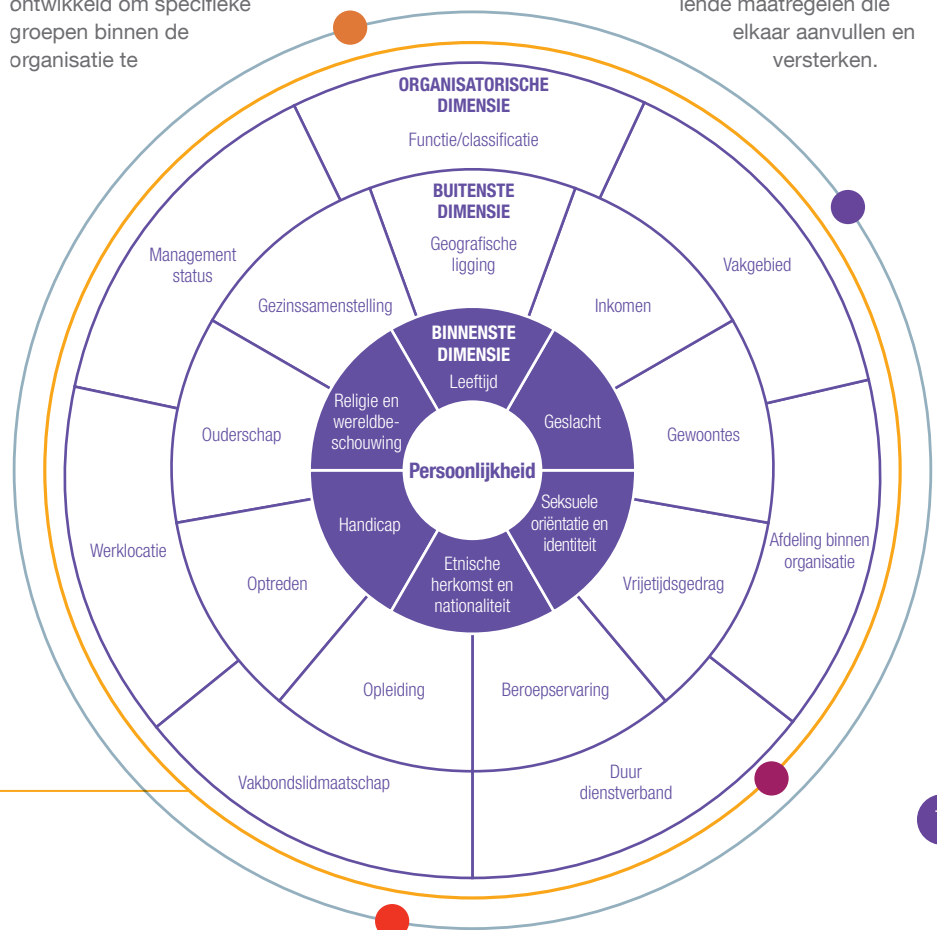 ontwikkeld om specifieke
groepen binnen de
organisatie te
lende maatregelen die
elkaar aanvullen en
versterken.
ORGANISATORISCHE
DIMENSIE
Functie/classificatie
BUITENSTE
DIMENSIE
Geografische
ligging
Management
status
Vakgebied
Gezinssamenstelling
Inkomen
BINNENSTE
DIMENSIE
Leeftijd
Religie en
wereldbe-
schouwing
Geslacht
Ouderschap
Gewoontes
Persoonlijkheid
Handicap
Seksuele
oriëntatie en
identiteit
Werklocatie
Afdeling binnen
organisatie
Etnische
herkomst en
nationaliteit
Optreden
Vrijetijdsgedrag
Opleiding
Beroepservaring
Vakbondslidmaatschap
Duur
dienstverband